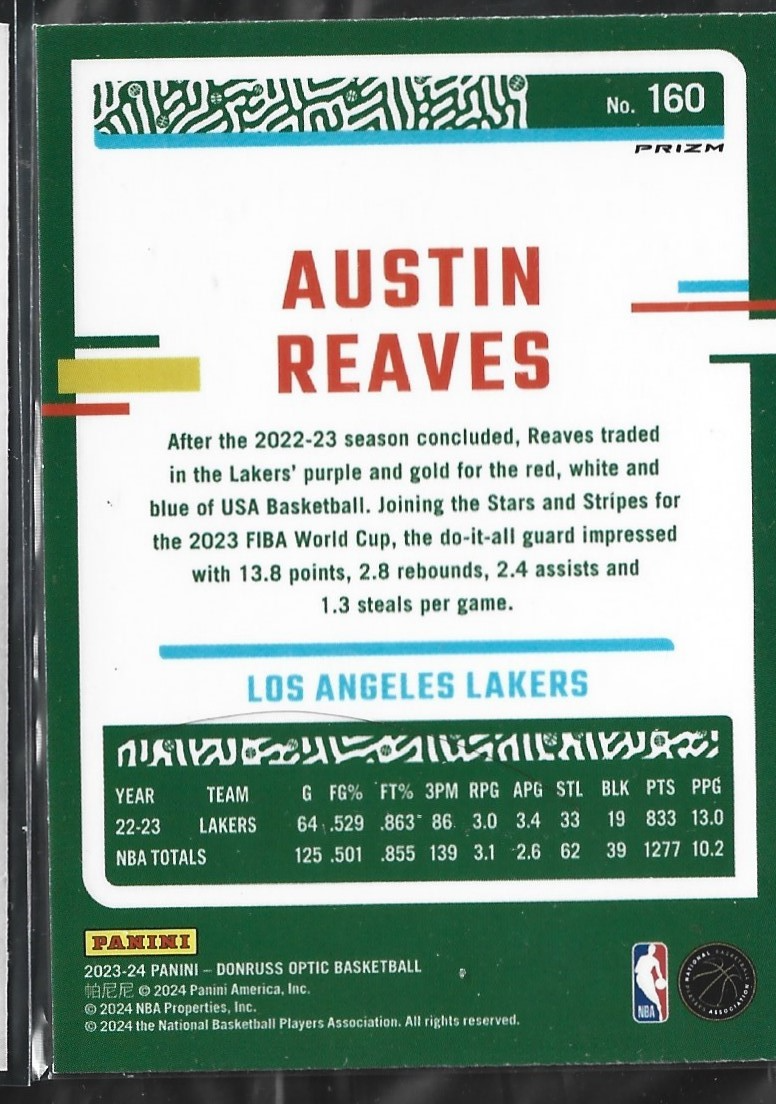 No. 160
PRIZM
AUSTIN
REAVES
After the 2022-23 season concluded, Reaves traded
in the Lakers' purple and gold for the red, white and
blue of USA Basketball. Joining the Stars and Stripes for
the 2023 FIBA World Cup, the do-it-all guard impressed
with 13.8 points, 2.8 rebounds, 2.4 assists and
1.3 steals per game.
LOS ANGELES LAKERS
YEAR TEAM G FG% FT% 3PM RPG APG STL BLK PTS PPG
22-23 LAKERS 64 .529 .863 86 3.0 3.4 33 19 833 13.0
NBA TOTALS 125 .501 .855 139 3.1 2.6 62 39 1277 10.2
PANINI
2023-24 PANINI – DONRUSS OPTIC BASKETBALL
帕尼尼 © 2024 Panini America, Inc.
© 2024 NBA Properties, Inc.
© 2024 the National Basketball Players Association. All rights reserved.
NBA
NATIONAL BASKETBALL
PLAYERS ASSOCIATION